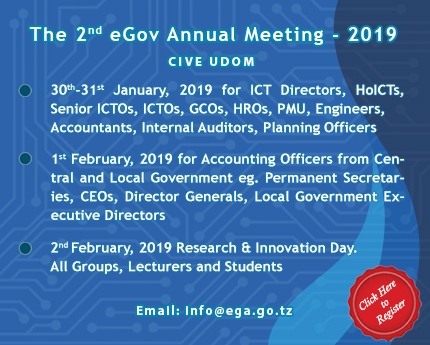 The 2nd eGov Annual Meeting - 2019
CIVE UDOM
30th-31st January, 2019 for ICT Directors, HoICTs,
Senior ICTOs, ICTOs, GCOs, HROs, PMU, Engineers,
Accountants, Internal Auditors, Planning Officers
1st February, 2019 for Accounting Officers from Cen-
tral and Local Government eg. Permanent Secretar-
ies, CEOs, Director Generals, Local Government Ex-
ecutive Directors
2nd February, 2019 Research & Innovation Day.
All Groups, Lecturers and Students
Click Here
to
Register
Email: Info@ega.go.tz